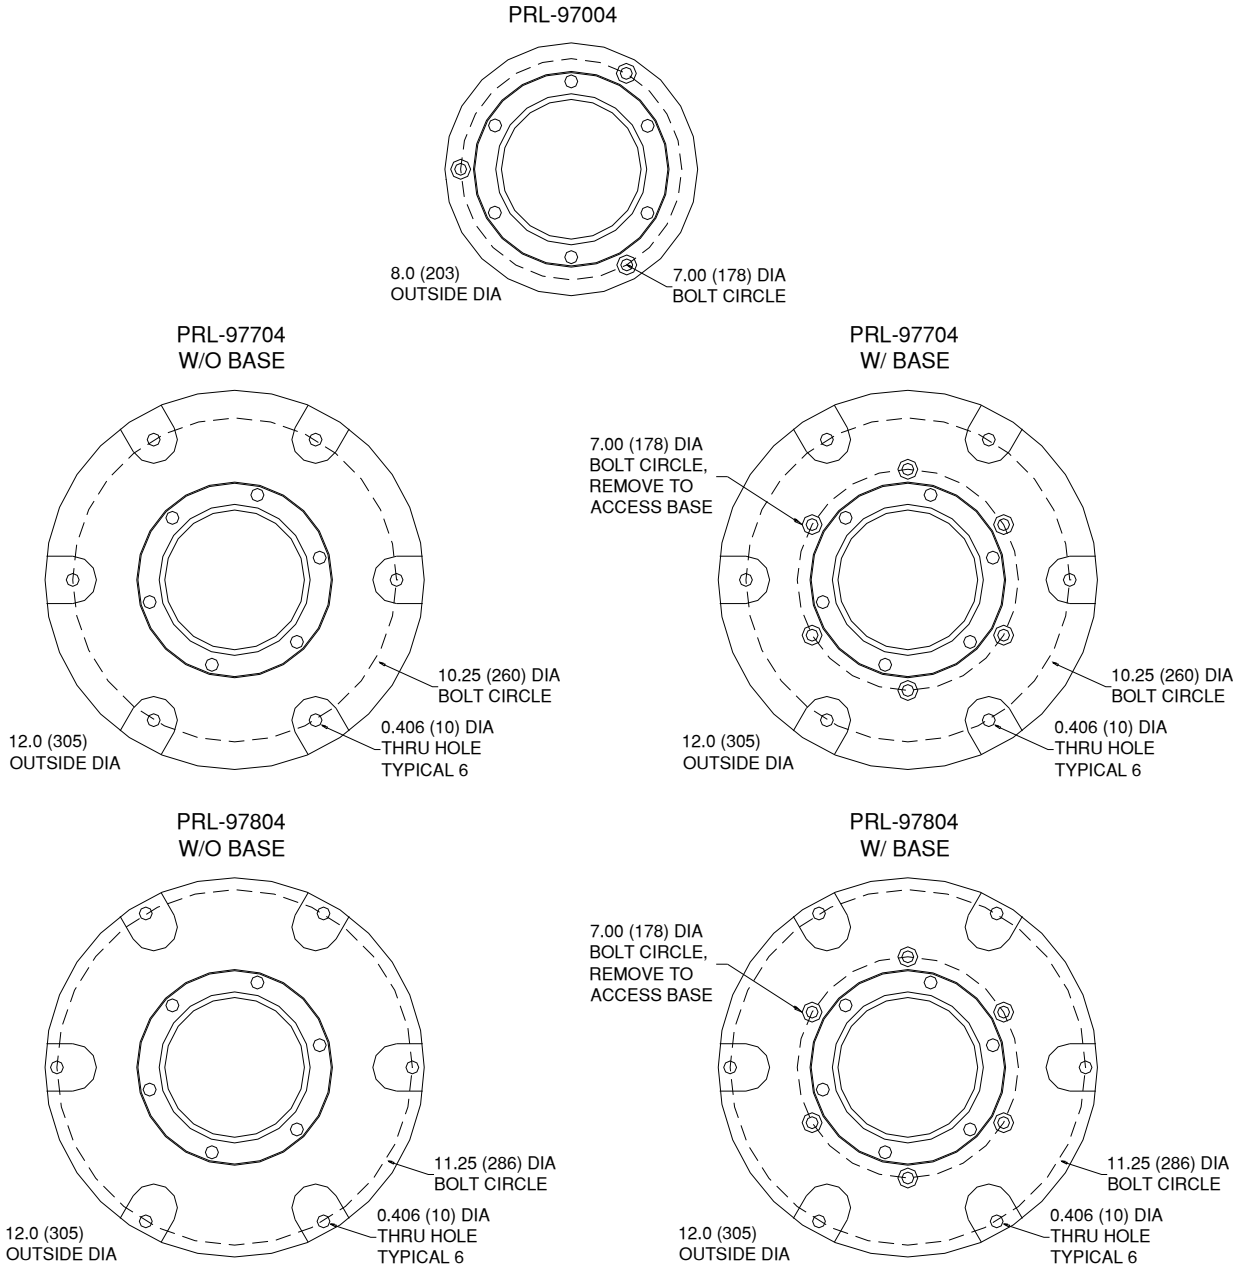 PRL-97004
8.0 (203)
OUTSIDE DIA
7.00 (178) DIA
BOLT CIRCLE
PRL-97704
W/O BASE
10.25 (260) DIA
BOLT CIRCLE
0.406 (10) DIA
THRU HOLE
TYPICAL 6
12.0 (305)
OUTSIDE DIA
PRL-97704
W/ BASE
7.00 (178) DIA
BOLT CIRCLE,
REMOVE TO
ACCESS BASE
10.25 (260) DIA
BOLT CIRCLE
0.406 (10) DIA
THRU HOLE
TYPICAL 6
12.0 (305)
OUTSIDE DIA
PRL-97804
W/O BASE
11.25 (286) DIA
BOLT CIRCLE
0.406 (10) DIA
THRU HOLE
TYPICAL 6
12.0 (305)
OUTSIDE DIA
PRL-97804
W/ BASE
7.00 (178) DIA
BOLT CIRCLE,
REMOVE TO
ACCESS BASE
11.25 (286) DIA
BOLT CIRCLE
0.406 (10) DIA
THRU HOLE
TYPICAL 6
12.0 (305)
OUTSIDE DIA